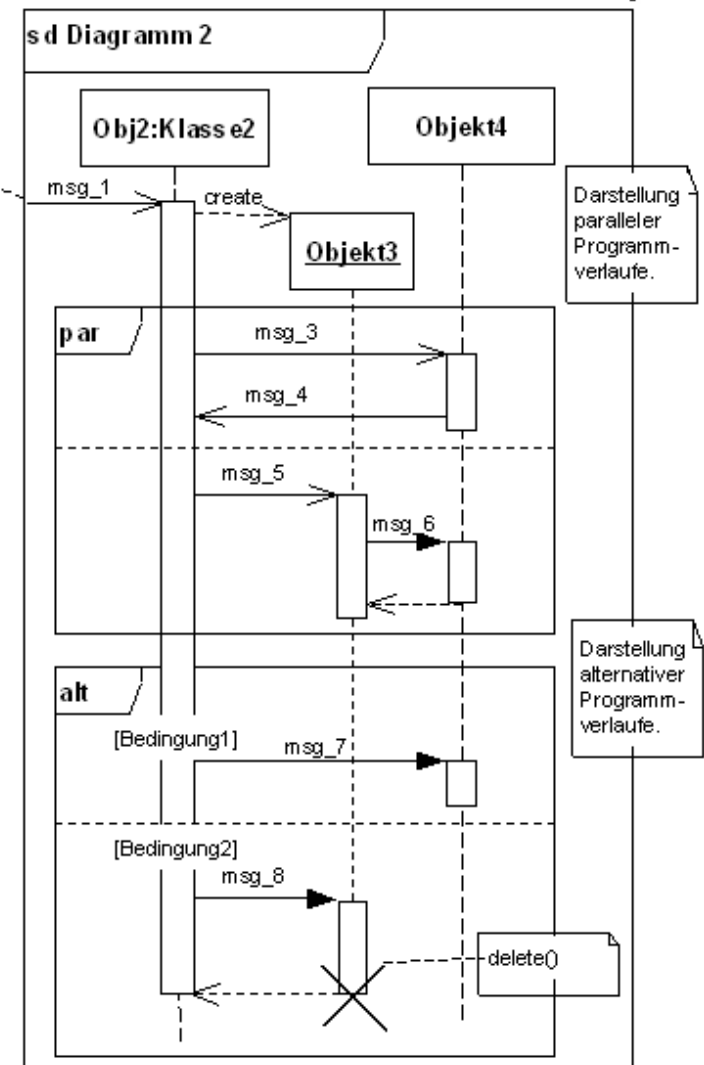 sd Diagramm 2
Obj2:Klasse2
Objekt4
msg_1
create
Objekt3
Darstellung
paralleler
Programm-
verlaufe.
par
msg_3
msg_4
msg_5
msg_6
Darstellung
alternativer
Programm-
verlaufe.
alt
[Bedingung1]
msg_7
[Bedingung2]
msg_8
delete()